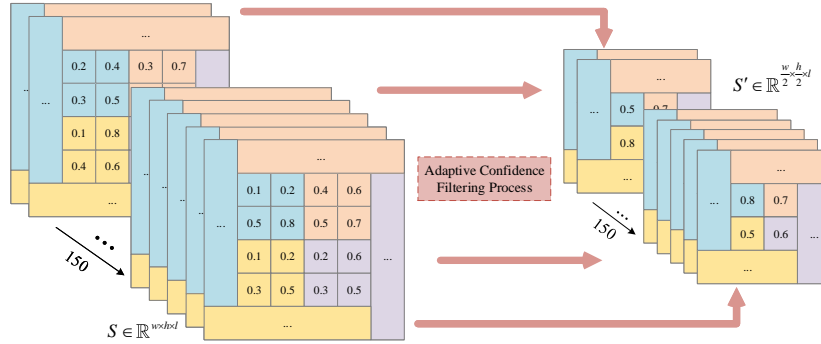 ...
0.2 0.4 0.3 0.7
... ...
0.3 0.5
0.1 0.8
0.4 0.6
...
...
150
...
0.1 0.2 0.4 0.6
... 0.5 0.8 0.5 0.7
0.1 0.2 0.2 0.6 ...
0.3 0.5 0.3 0.5
...
S ∈ ℝ^{w×h×l}
Adaptive Confidence
Filtering Process
S′ ∈ ℝ^{\frac{w}{2}×\frac{h}{2}×l}
...
... 0.5
0.8
...
...
150
...
... 0.8 0.7 ...
0.5 0.6
...